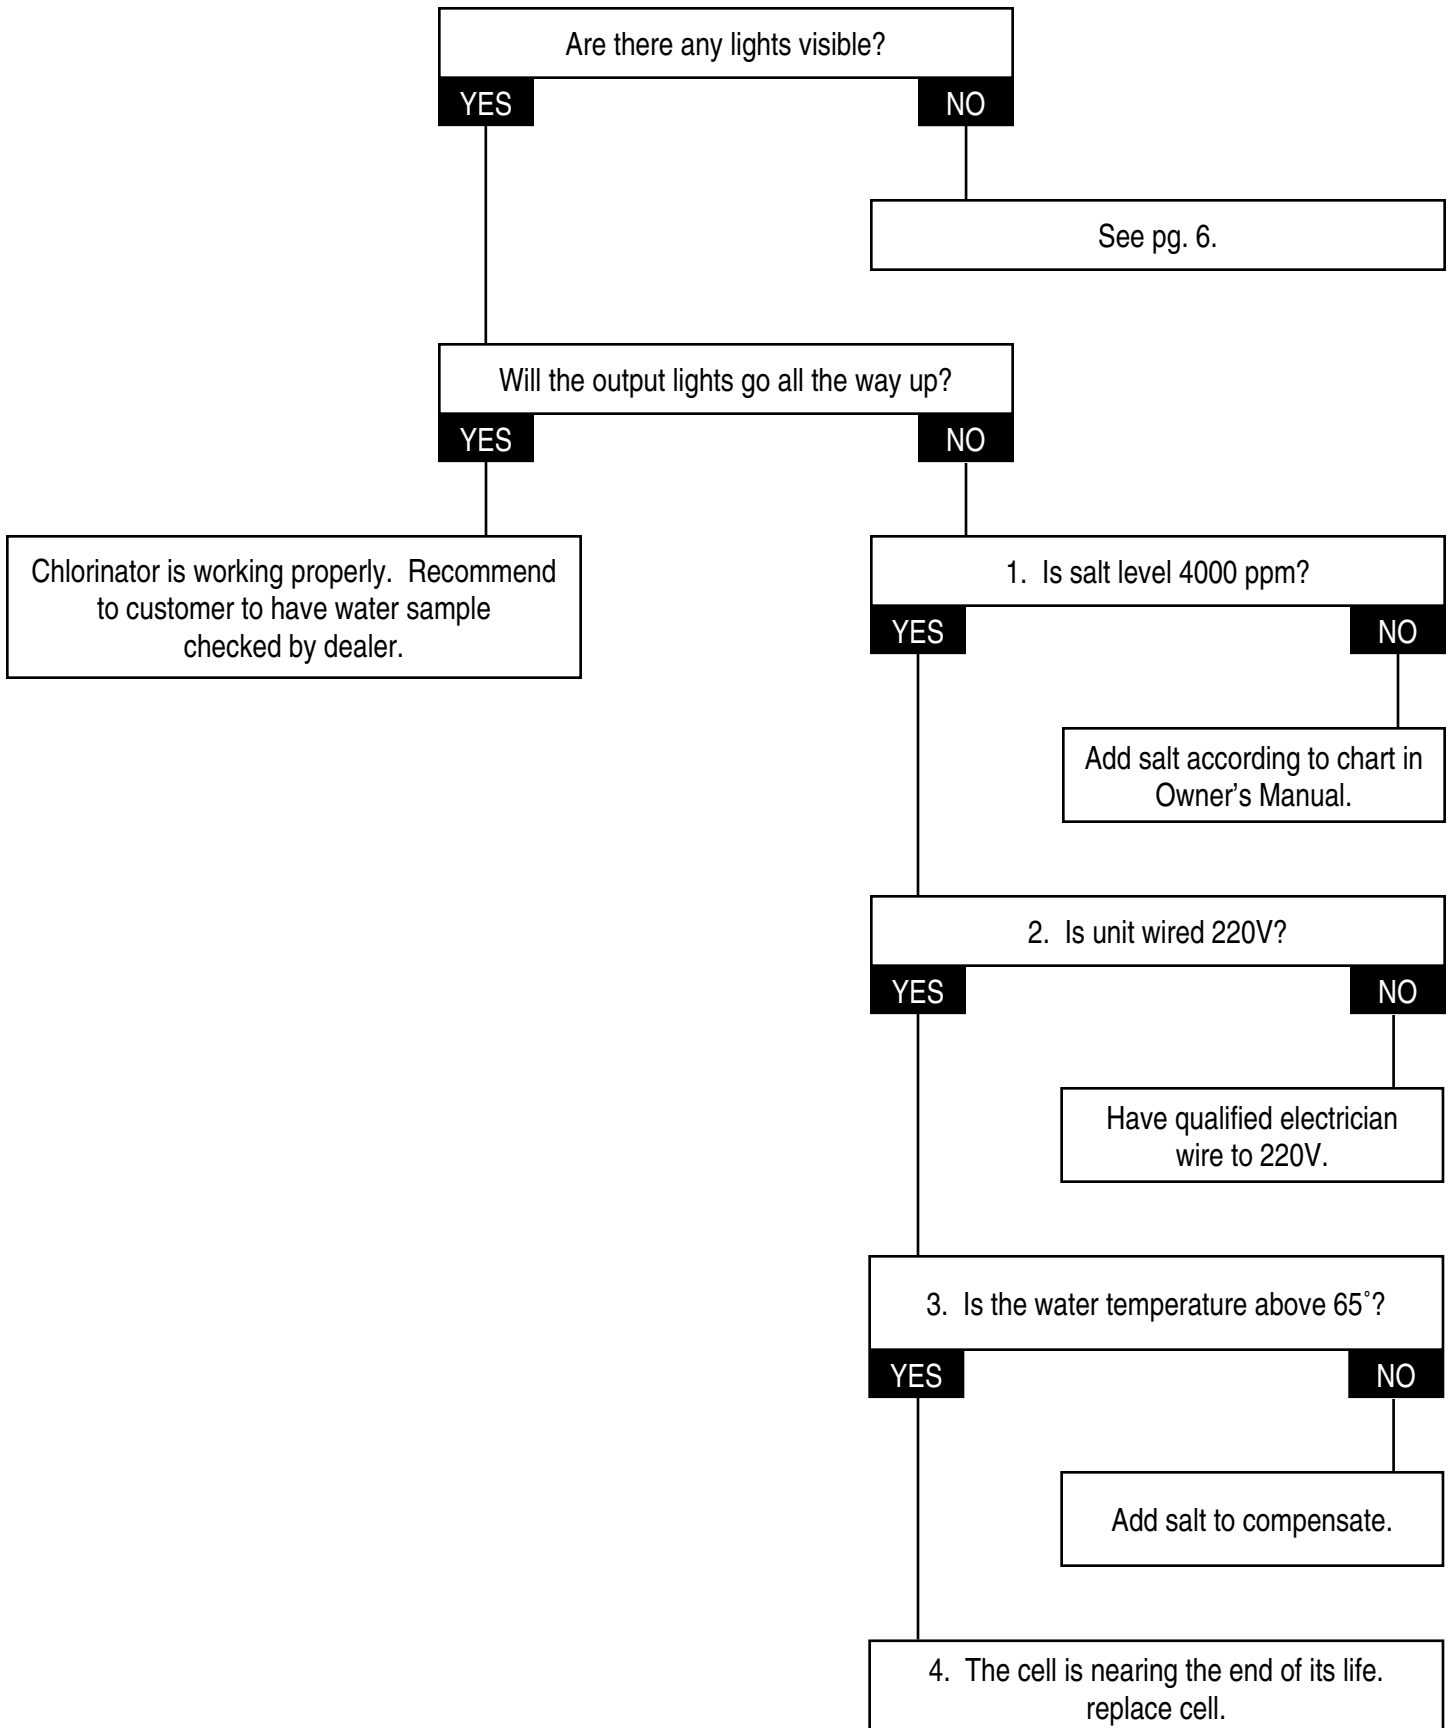 Are there any lights visible?
YES
NO
See pg. 6.
Will the output lights go all the way up?
YES
NO
Chlorinator is working properly.  Recommend
to customer to have water sample
checked by dealer.
1.  Is salt level 4000 ppm?
YES
NO
Add salt according to chart in
Owner’s Manual.
2.  Is unit wired 220V?
YES
NO
Have qualified electrician
wire to 220V.
3.  Is the water temperature above 65˚?
YES
NO
Add salt to compensate.
4.  The cell is nearing the end of its life.
replace cell.